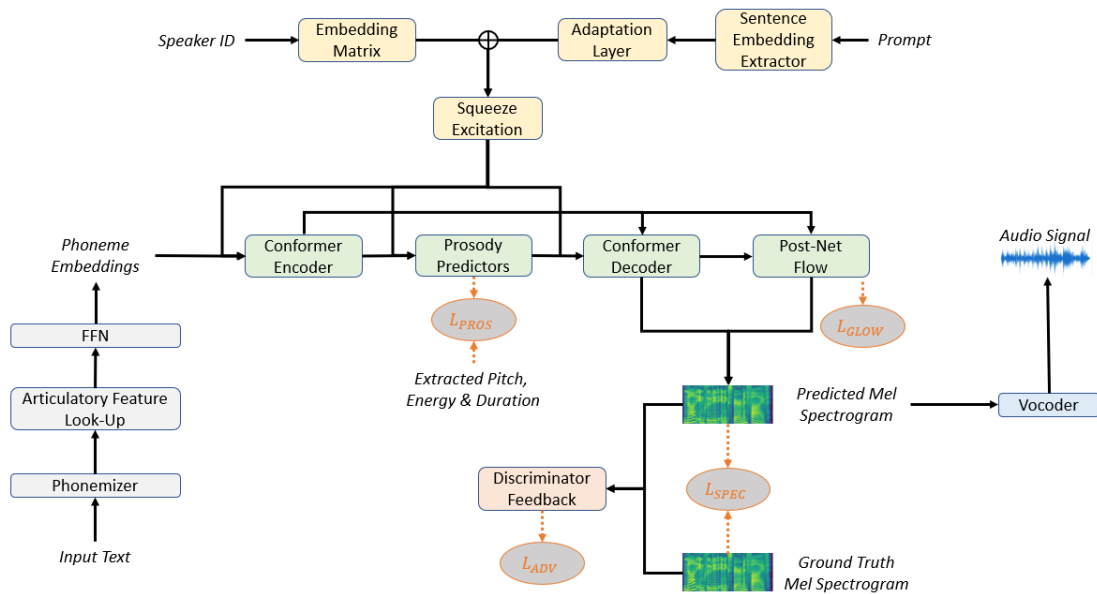 Speaker ID
Embedding
Matrix
Adaptation
Layer
Sentence
Embedding
Extractor
Prompt
Squeeze
Excitation
Phoneme
Embeddings
Conformer
Encoder
Prosody
Predictors
Conformer
Decoder
Post-Net
Flow
Audio Signal
L_PROS
L_GLOW
FFN
Extracted Pitch,
Energy & Duration
Articulatory Feature
Look-Up
Predicted Mel
Spectrogram
Vocoder
Phonemizer
Discriminator
Feedback
L_SPEC
Input Text
L_ADV
Ground Truth
Mel Spectrogram